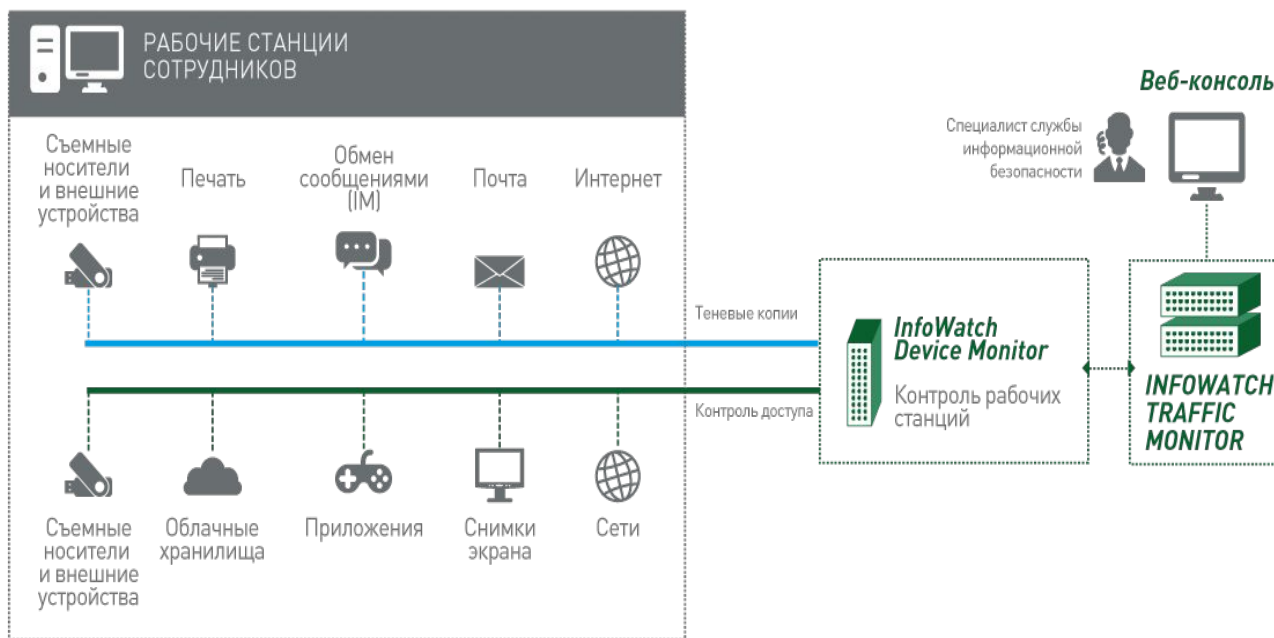 РАБОЧИЕ СТАНЦИИ
СОТРУДНИКОВ
Съемные
носители
и внешние
устройства
Печать
Обмен
сообщениями
(IM)
Почта
Интернет
Теневые копии
Контроль доступа
Съемные
носители
и внешние
устройства
Облачные
хранилища
Приложения
Снимки
экрана
Сети
InfoWatch
Device Monitor
Контроль рабочих
станций
Веб-консоль
Специалист службы
информационной
безопасности
INFOWATCH
TRAFFIC
MONITOR